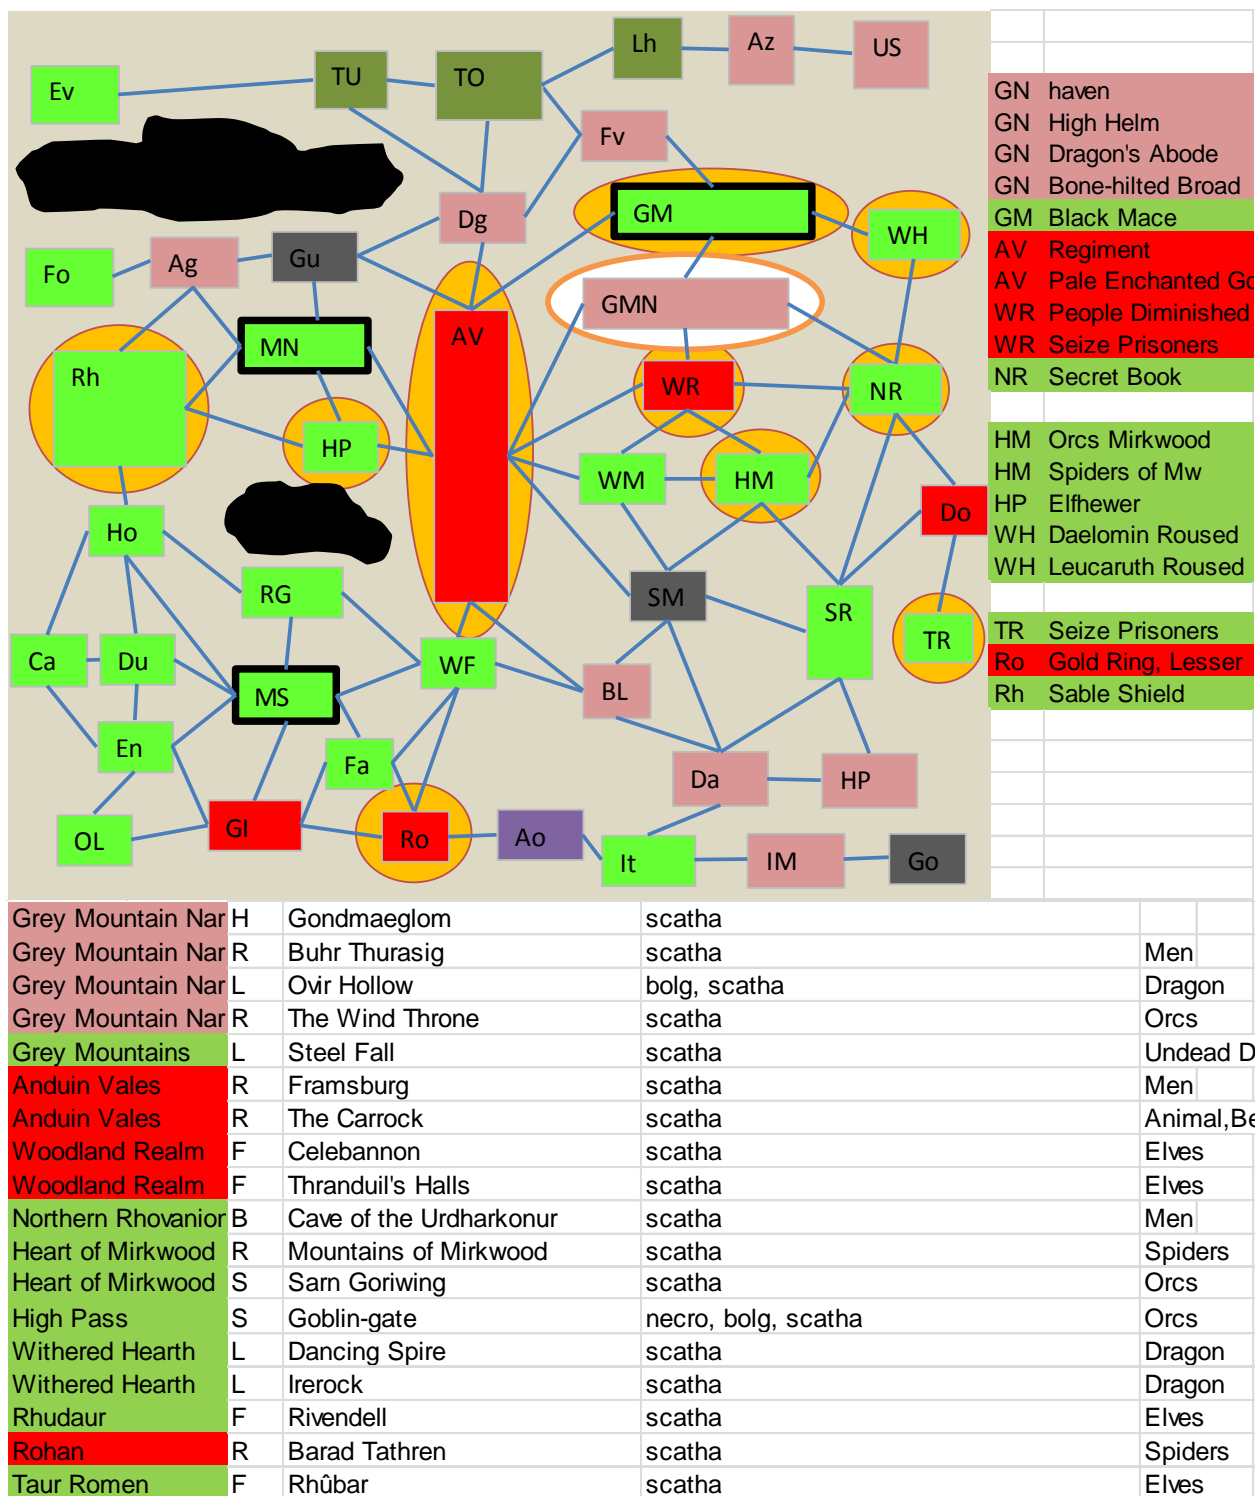 Lh
Az
US
TU
TO
Ev
Fv
GM
WH
Dg
Gu
Ag
Fo
GMN
AV
MN
Rh
WR
NR
HP
WM
HM
Do
Ho
RG
SM
SR
TR
Ca
Du
WF
MS
BL
En
Fa
Da
HP
OL
GI
Ro
Ao
It
IM
Go
GN haven
GN High Helm
GN Dragon's Abode
GN Bone-hilted Broad
GM Black Mace
AV Regiment
AV Pale Enchanted Go
WR People Diminished
WR Seize Prisoners
NR Secret Book
HM Orcs Mirkwood
HM Spiders of Mw
HP Elfhewer
WH Daelomin Roused
WH Leucaruth Roused
TR Seize Prisoners
Ro Gold Ring, Lesser
Rh Sable Shield
Grey Mountain Nar H Gondmaeglom scatha
Grey Mountain Nar R Buhr Thurasig scatha Men
Grey Mountain Nar L Ovir Hollow bolg, scatha Dragon
Grey Mountain Nar R The Wind Throne scatha Orcs
Grey Mountains L Steel Fall scatha Undead D
Anduin Vales R Framsburg scatha Men
Anduin Vales R The Carrock scatha Animal,Be
Woodland Realm F Celebannon scatha Elves
Woodland Realm F Thranduil's Halls scatha Elves
Northern Rhovanion B Cave of the Urdharkonur scatha Men
Heart of Mirkwood R Mountains of Mirkwood scatha Spiders
Heart of Mirkwood S Sarn Goriwing scatha Orcs
High Pass S Goblin-gate necro, bolg, scatha Orcs
Withered Hearth L Dancing Spire scatha Dragon
Withered Hearth L Irerock scatha Dragon
Rhudaur F Rivendell scatha Elves
Rohan R Barad Tathren scatha Spiders
Taur Romen F Rhûbar scatha Elves